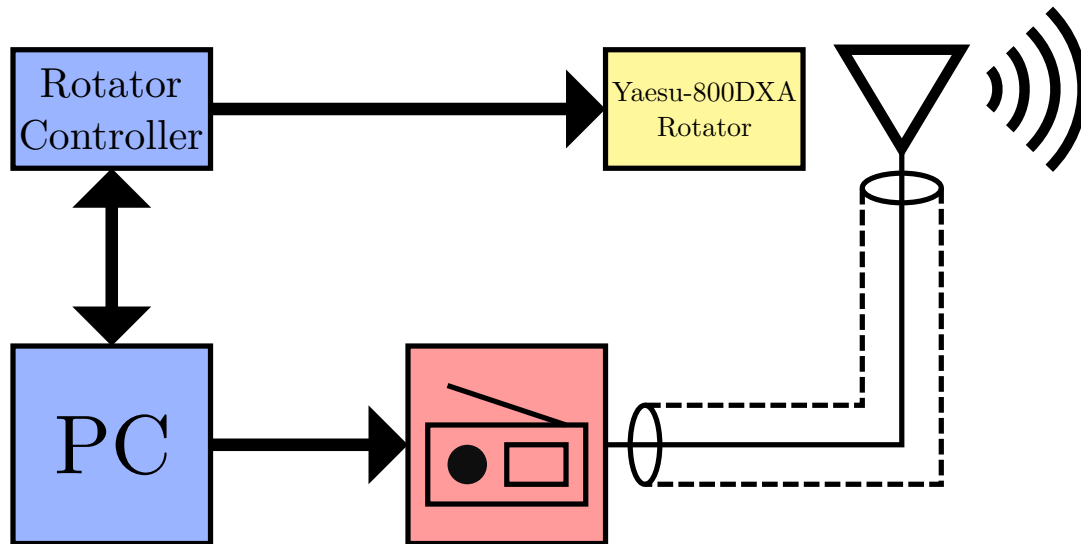 Rotator
Controller
Yaesu-800DXA
Rotator
PC